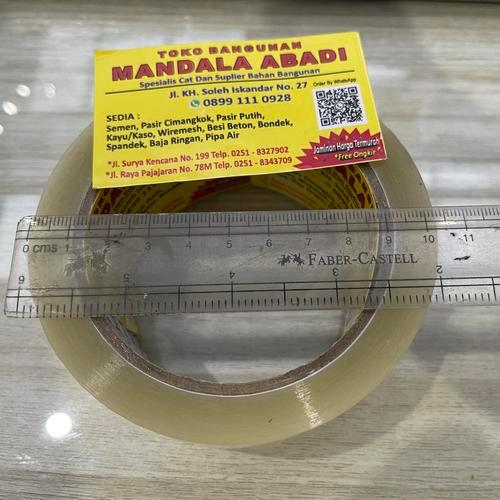 TOKO BANGUNAN
MANDALA ABADI
Spesialis Cat Dan Suplier Bahan Bangunan
Jl. KH. Soleh Iskandar No. 27
0899 111 0928
Order By WhatsApp
SEDIA :
Semen, Pasir Cimangkok, Pasir Putih,
Kayu/Kaso, Wiremesh, Besi Beton, Bondek,
Spandek, Baja Ringan, Pipa Air
*Jl. Surya Kencana No. 199 Telp. 0251 - 8327902
*Jl. Raya Pajajaran No. 78M Telp. 0251 - 8343709
Jaminan Harga Termurah
*Free Ongkir*
0 cms 1 2 3 4 5 6 7 8 9 10 11
FABER-CASTELL
6 5 4 3 2